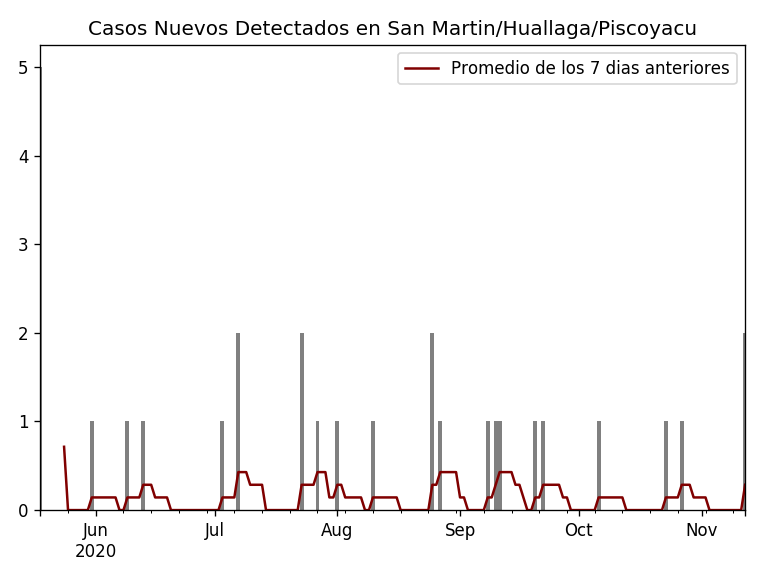 Casos Nuevos Detectados en San Martin/Huallaga/Piscoyacu
Promedio de los 7 dias anteriores
5
4
3
2
1
0
Jun Jul Aug Sep Oct Nov
2020